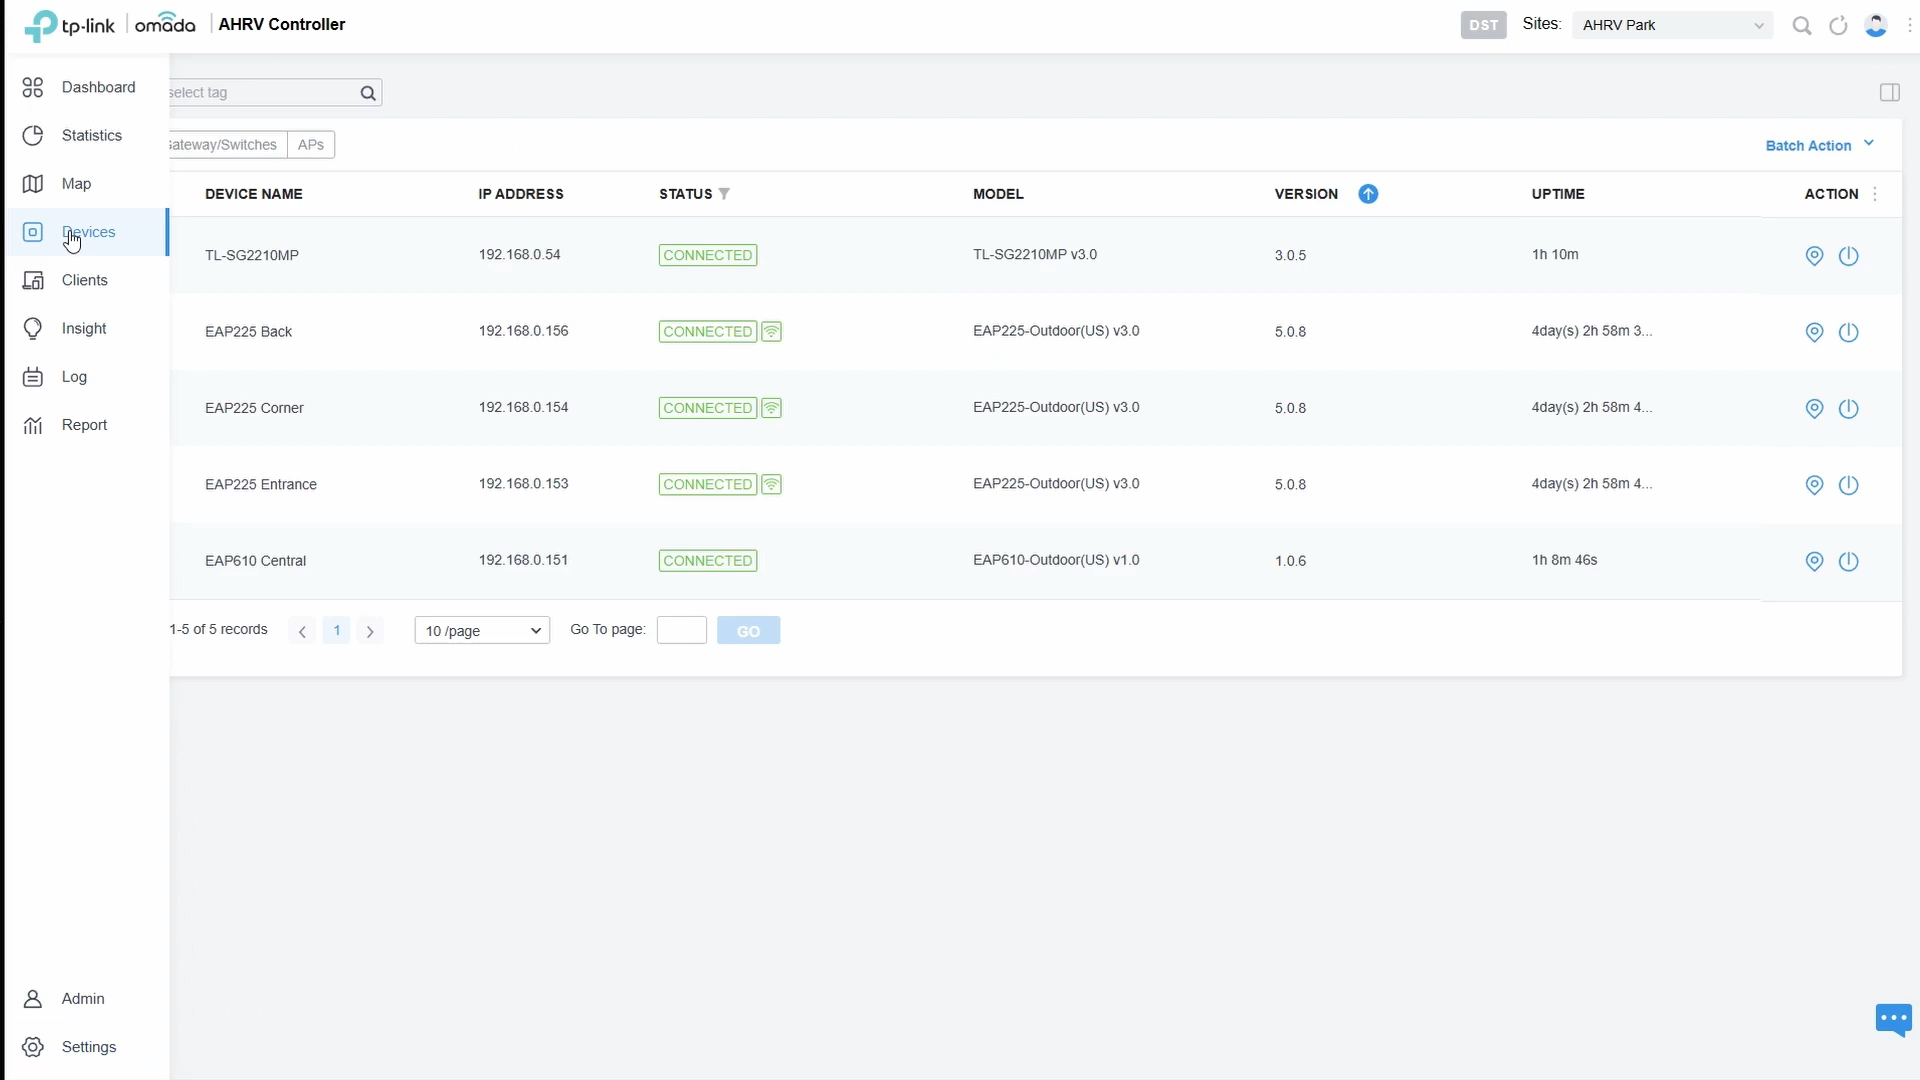 tp-link | omada | AHRV Controller
DST Sites: AHRV Park
Dashboard
Statistics
Map
Devices
Clients
Insight
Log
Report
Admin
Settings
select tag
Gateway/Switches APs
Batch Action
DEVICE NAME IP ADDRESS STATUS MODEL VERSION UPTIME ACTION
TL-SG2210MP 192.168.0.54 CONNECTED TL-SG2210MP v3.0 3.0.5 1h 10m
EAP225 Back 192.168.0.156 CONNECTED EAP225-Outdoor(US) v3.0 5.0.8 4day(s) 2h 58m 3...
EAP225 Corner 192.168.0.154 CONNECTED EAP225-Outdoor(US) v3.0 5.0.8 4day(s) 2h 58m 4...
EAP225 Entrance 192.168.0.153 CONNECTED EAP225-Outdoor(US) v3.0 5.0.8 4day(s) 2h 58m 4...
EAP610 Central 192.168.0.151 CONNECTED EAP610-Outdoor(US) v1.0 1.0.6 1h 8m 46s
1-5 of 5 records 1 10 /page Go To page: GO